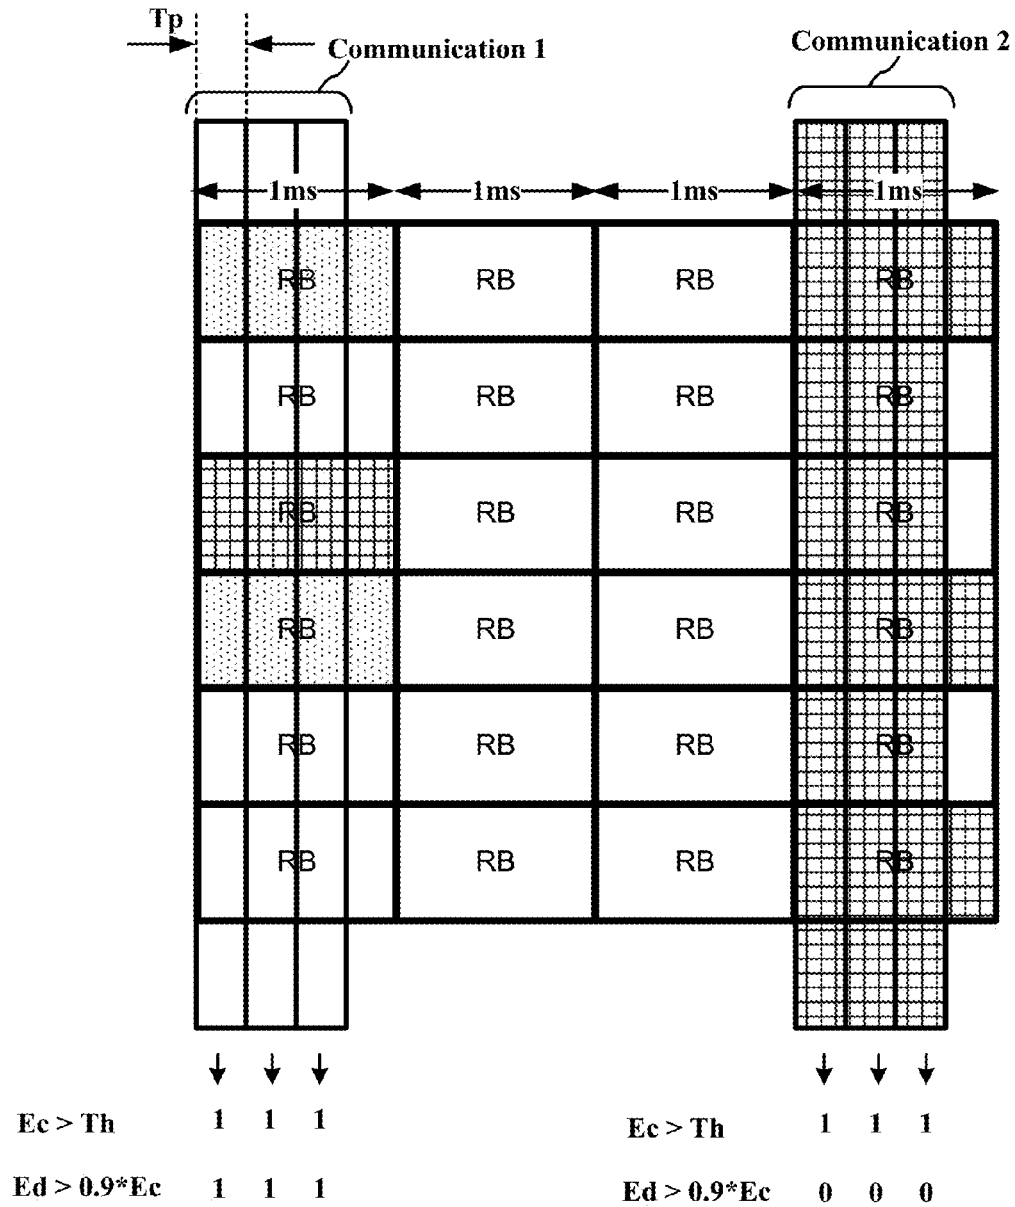 Tp
Communication 1
Communication 2
1ms 1ms 1ms 1ms
RB RB RB RB
RB RB RB RB
RB RB RB RB
RB RB RB RB
RB RB RB RB
RB RB RB RB
Ec > Th 1 1 1
Ec > Th 1 1 1
Ed > 0.9*Ec 1 1 1
Ed > 0.9*Ec 0 0 0